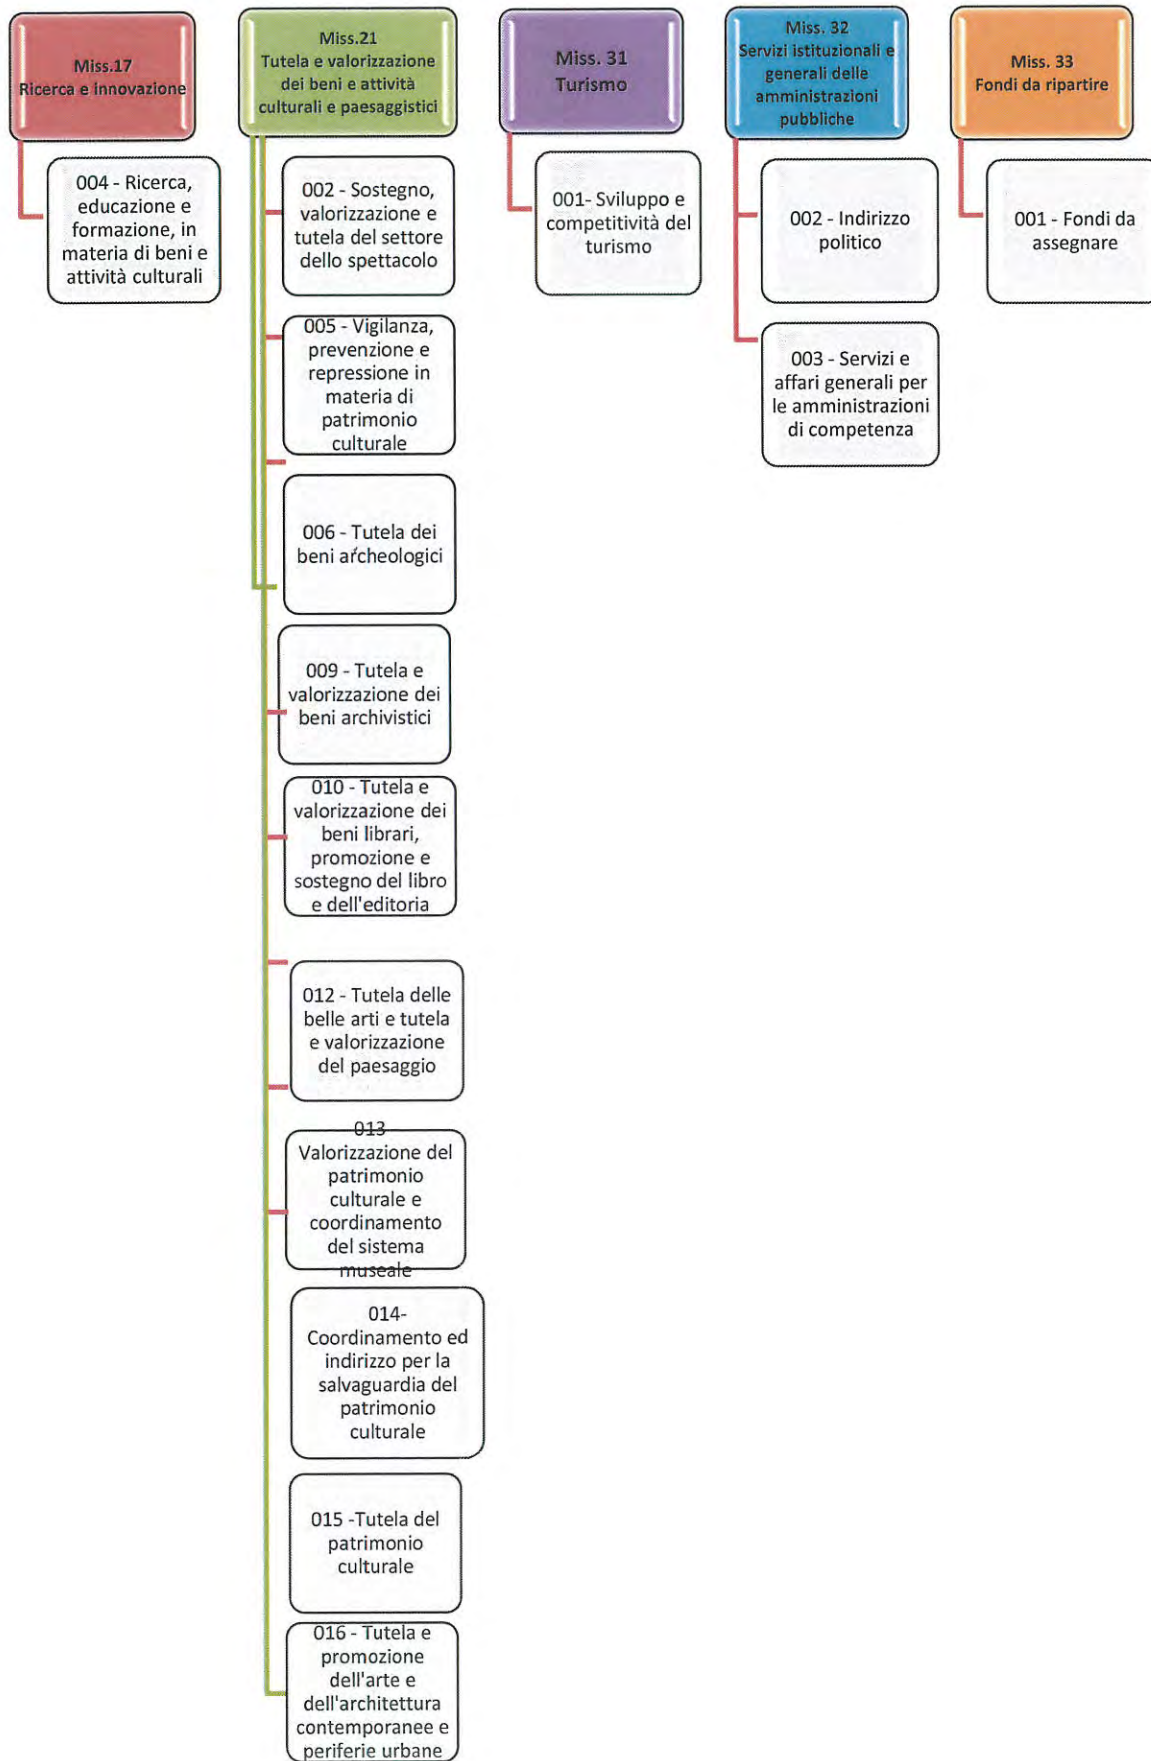 Miss.17
Ricerca e innovazione
004 - Ricerca,
educazione e
formazione, in
materia di beni e
attività culturali
Miss.21
Tutela e valorizzazione
dei beni e attività
culturali e paesaggistici
002 - Sostegno,
valorizzazione e
tutela del settore
dello spettacolo
005 - Vigilanza,
prevenzione e
repressione in
materia di
patrimonio
culturale
006 - Tutela dei
beni archeologici
009 - Tutela e
valorizzazione dei
beni archivistici
010 - Tutela e
valorizzazione dei
beni librari,
promozione e
sostegno del libro
e dell'editoria
012 - Tutela delle
belle arti e tutela
e valorizzazione
del paesaggio
013
Valorizzazione del
patrimonio
culturale e
coordinamento
del sistema
museale
014-
Coordinamento ed
indirizzo per la
salvaguardia del
patrimonio
culturale
015 -Tutela del
patrimonio
culturale
016 - Tutela e
promozione
dell'arte e
dell'architettura
contemporanee e
periferie urbane
Miss. 31
Turismo
001- Sviluppo e
competitività del
turismo
Miss. 32
Servizi istituzionali e
generali delle
amministrazioni
pubbliche
002 - Indirizzo
politico
003 - Servizi e
affari generali per
le amministrazioni
di competenza
Miss. 33
Fondi da ripartire
001 - Fondi da
assegnare